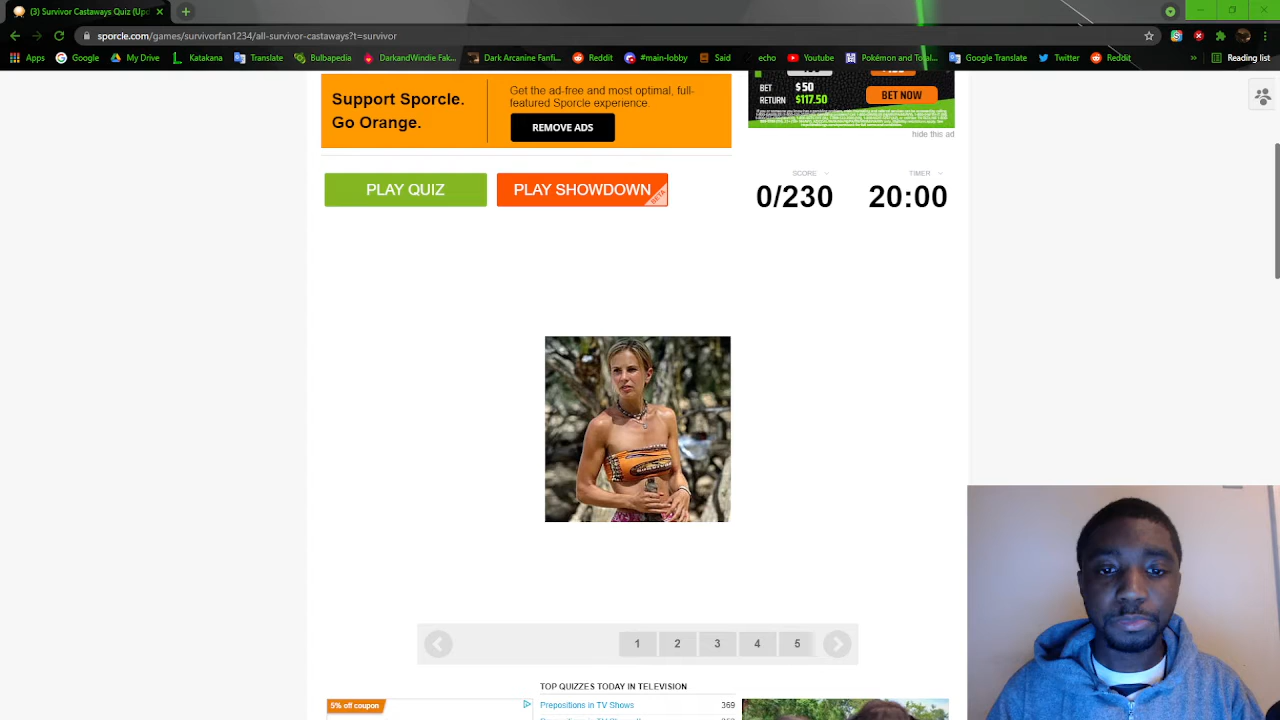 (3) Survivor Castaways Quiz (Up
sporcle.com/games/survivorfan1234/all-survivor-castaways?t=survivor
Apps Google Bulbapedia My Drive Katakana Translate DarkandWindie Fak... Dark Arcanine Fanfic... Reddit #main-lobby Said echo Youtube Pokémon and Total... Google Translate Twitter Reddit » Reading list
Support Sporcle.
Go Orange.
Get the ad-free and most optimal, full-
featured Sporcle experience.
REMOVE ADS
BET $50
RETURN $117.50
BET NOW
hide this ad
PLAY QUIZ
PLAY SHOWDOWN
BETA
SCORE
0/230
TIMER
20:00
1 2 3 4 5
TOP QUIZZES TODAY IN TELEVISION
5% off coupon
Prepositions in TV Shows 369